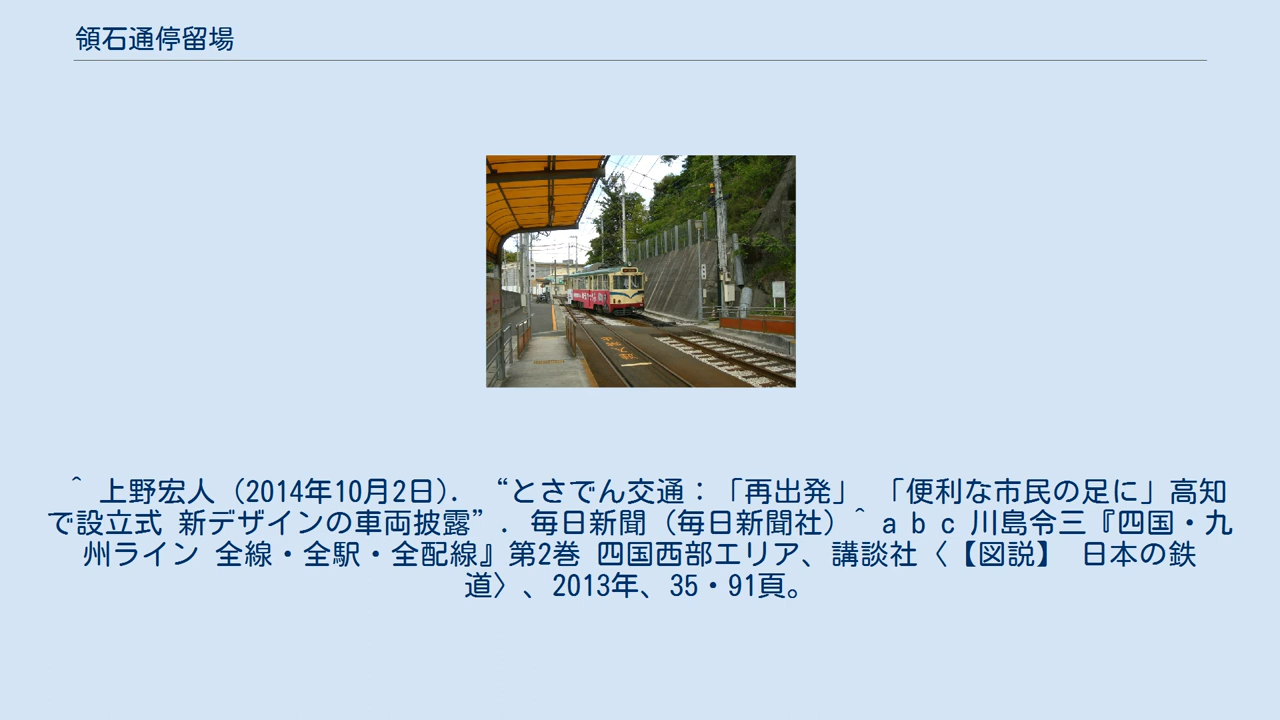 領石通停留場
^ 上野宏人 (2014年10月2日). “とさでん交通：「再出発」 「便利な市民の足に」高知
で設立式 新デザインの車両披露”. 毎日新聞 (毎日新聞社)^ a b c 川島令三『四国・九
州ライン 全線・全駅・全配線』第2巻 四国西部エリア、講談社〈【図説】 日本の鉄
道〉、2013年、35・91頁。